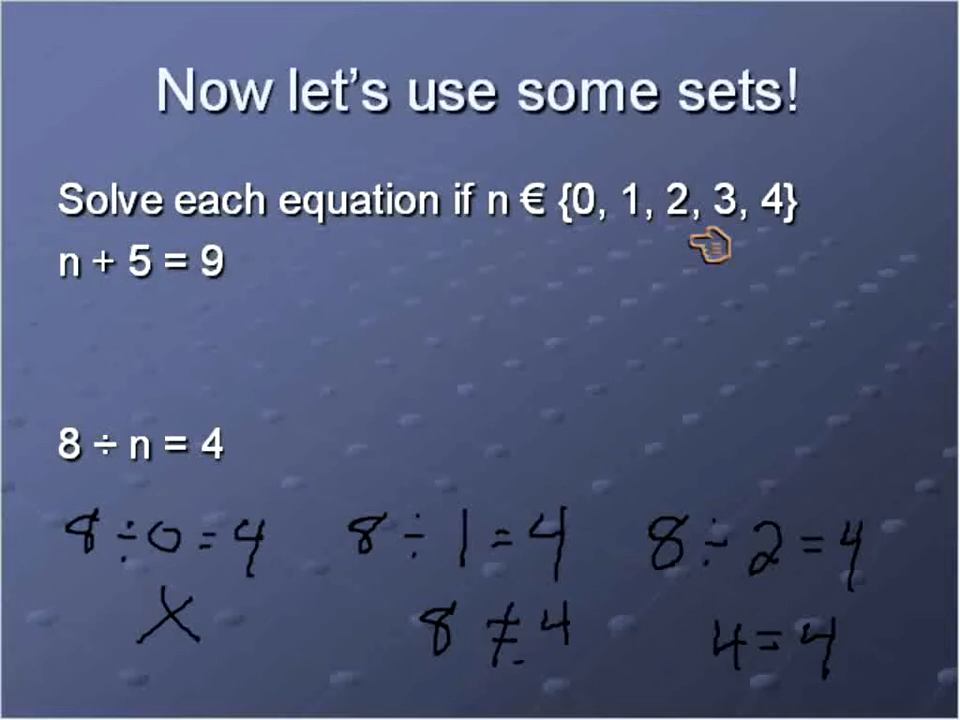 Now let's use some sets!
Solve each equation if n € {0, 1, 2, 3, 4}
n + 5 = 9
8 ÷ n = 4
8 ÷ 0 = 4 8 ÷ 1 = 4 8 ÷ 2 = 4
X 8 ≠ 4 4 = 4